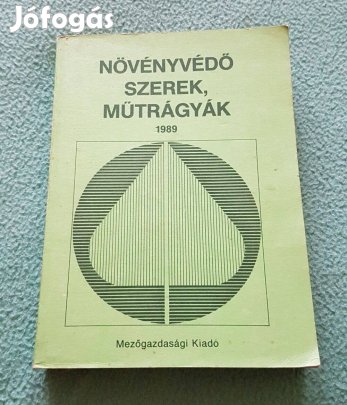 Jófogás
NÖVÉNYVÉDŐ
SZEREK,
MŰTRÁGYÁK
1989
Mezőgazdasági Kiadó